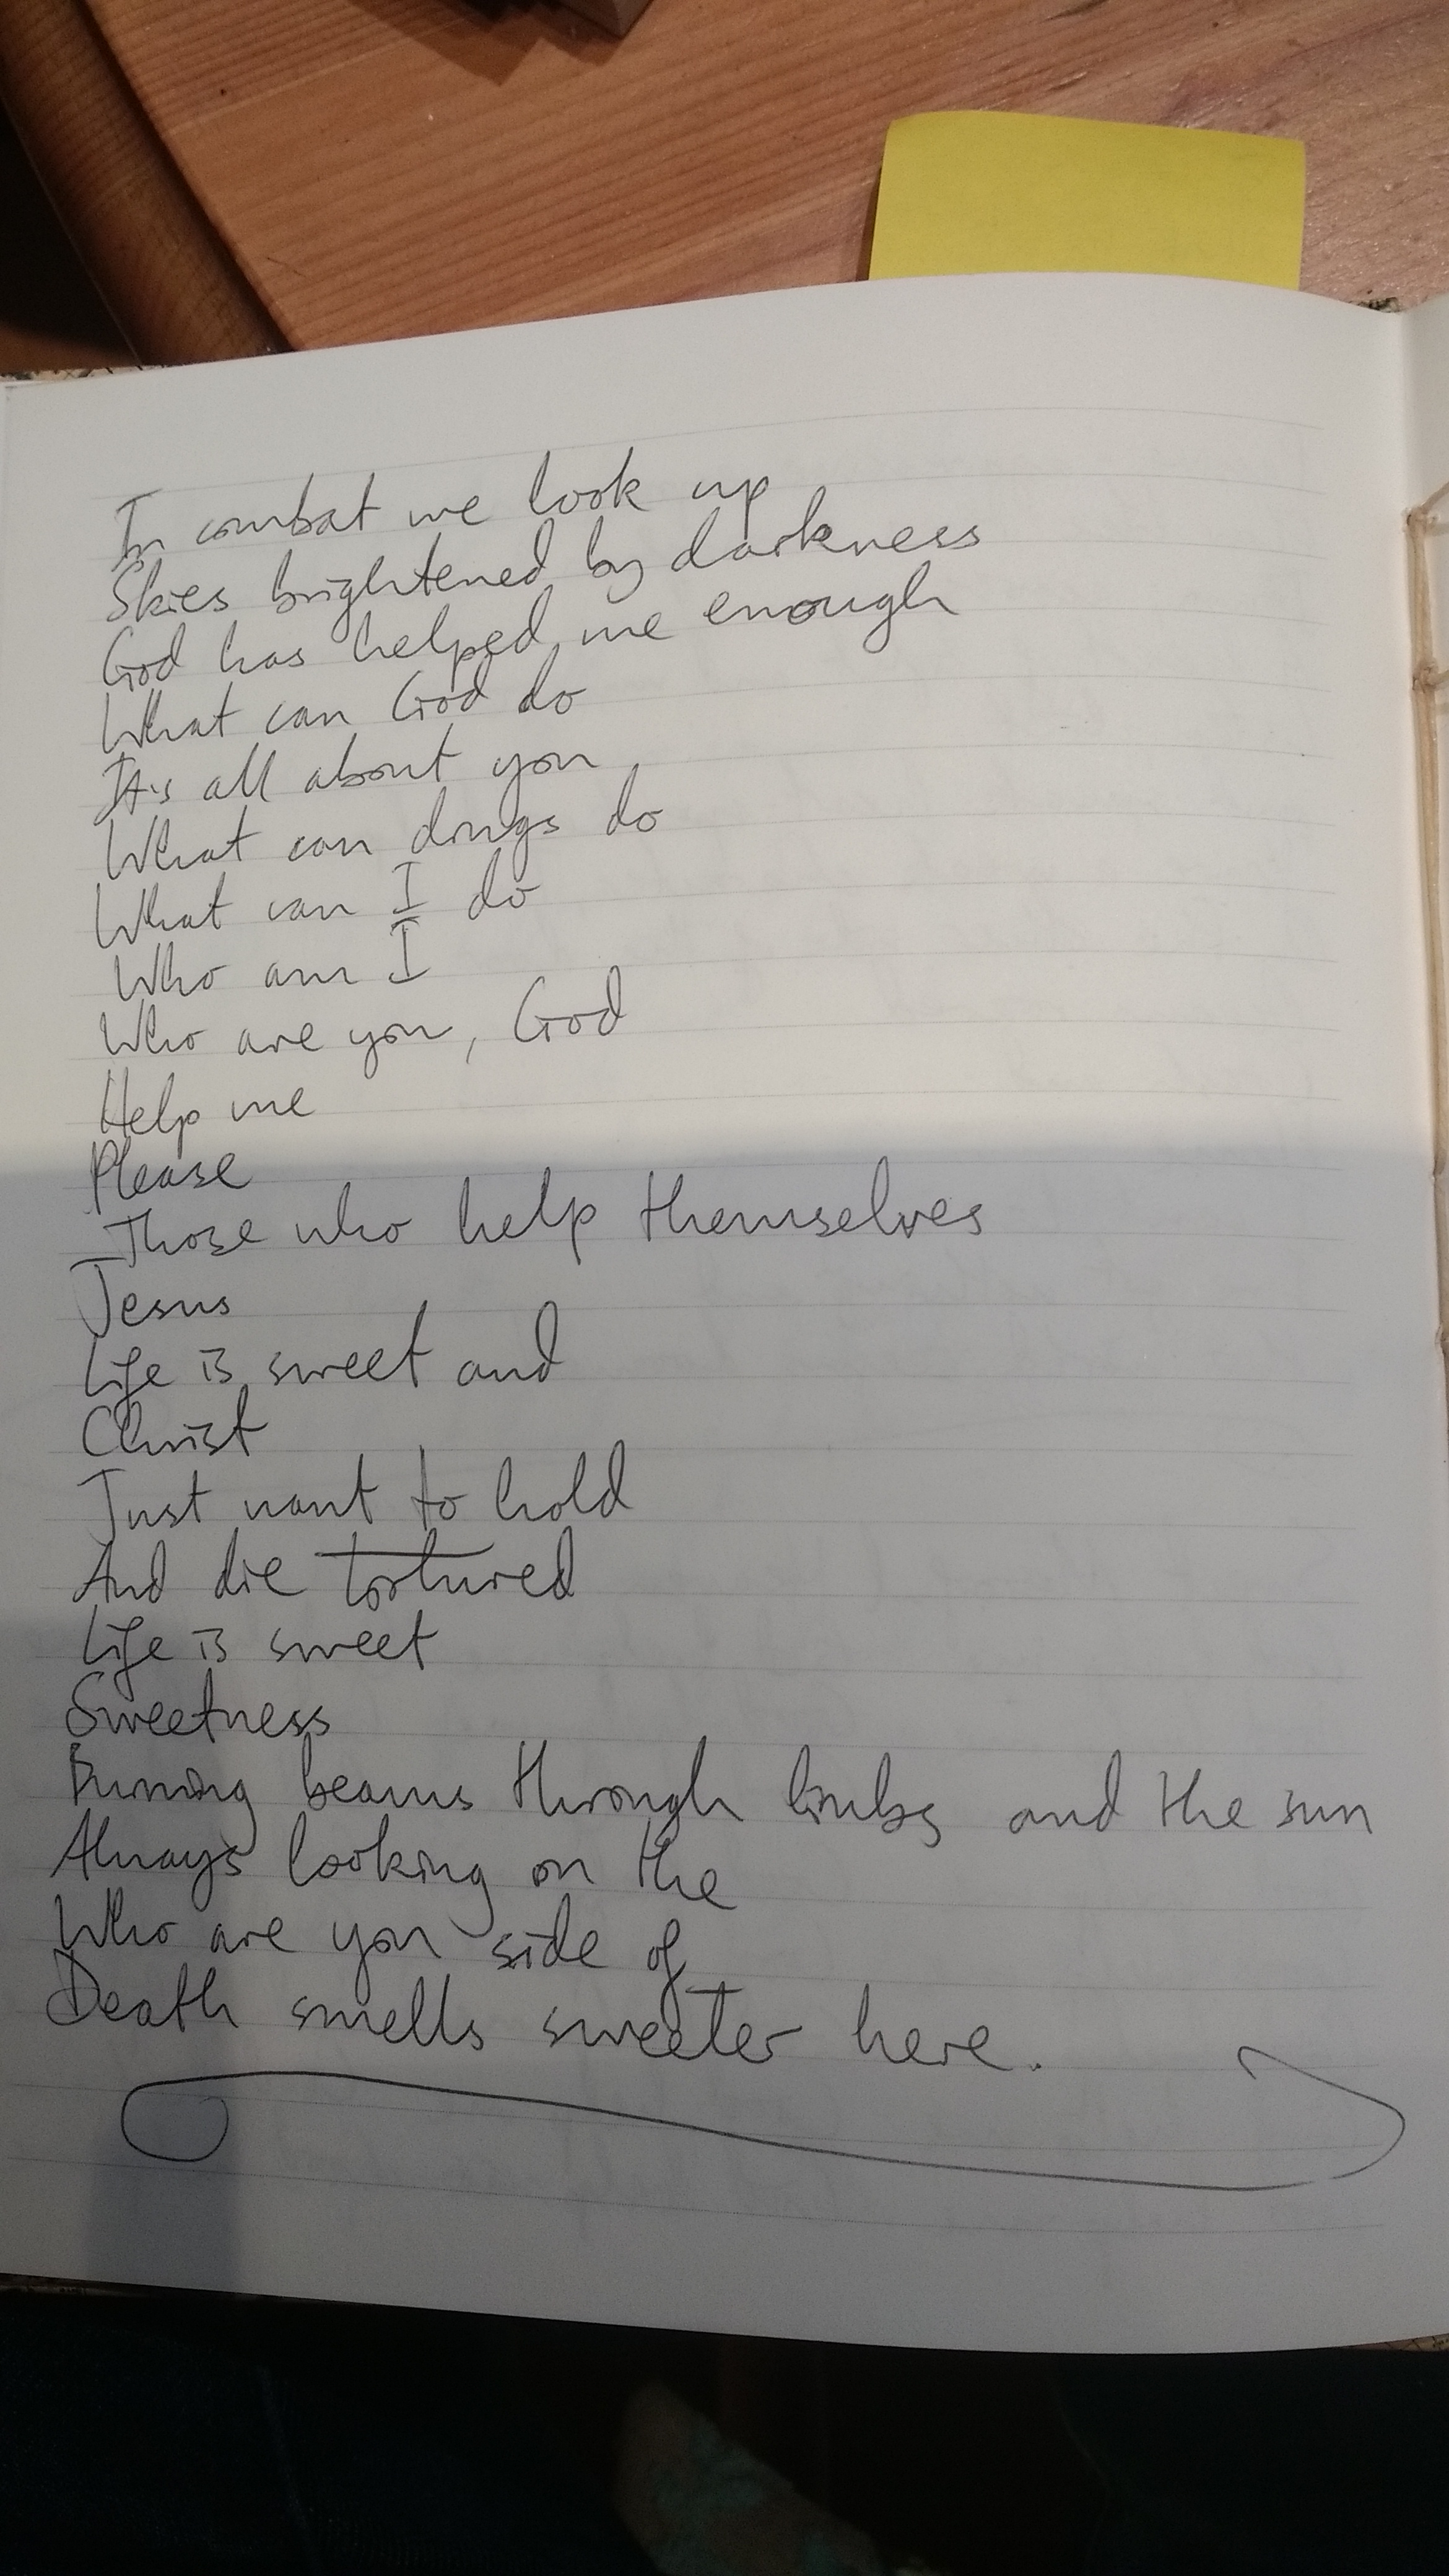 In combat we look up
Skies brightened by darkness
God has helped me enough
What can God do
It's all about you
What can drugs do
What can I do
Who am I
Who are you, God
Help me
Please
Those who help themselves
Jesus
Life is sweet and
Christ
Just want to hold
And die tortured
Life is sweet
Sweetness
beams through limbs and the sun
Always looking on the
Who are you side of
Death smells sweeter here.